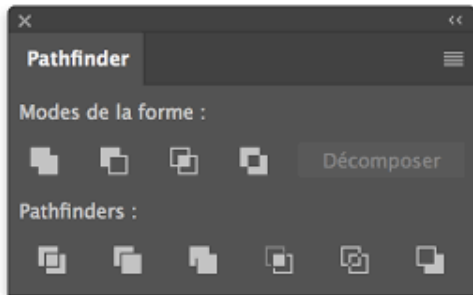 Pathfinder
Modes de la forme :
Décomposer
Pathfinders :